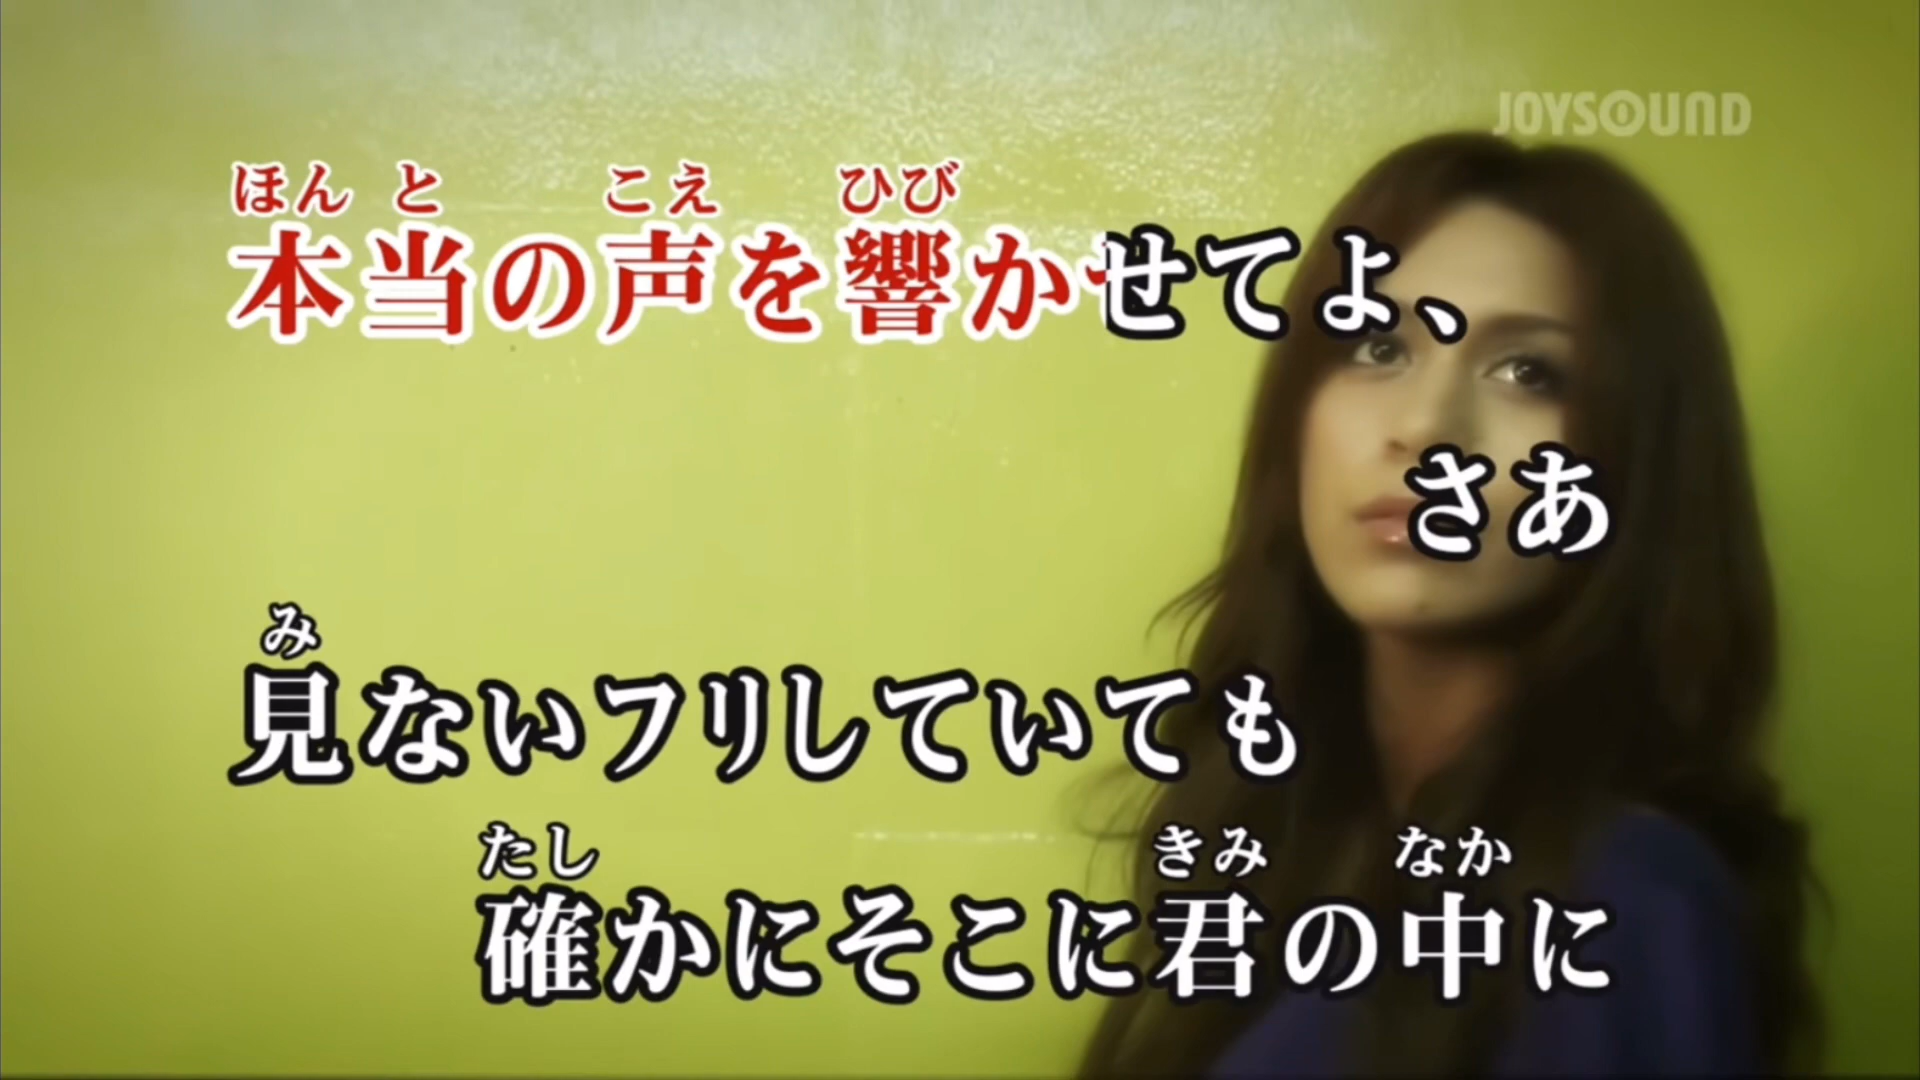 JOYSOUND
ほんと こえ ひび
本当の声を響かせてよ、
さあ
み
見ないフリしていても
たし きみ なか
確かにそこに君の中に